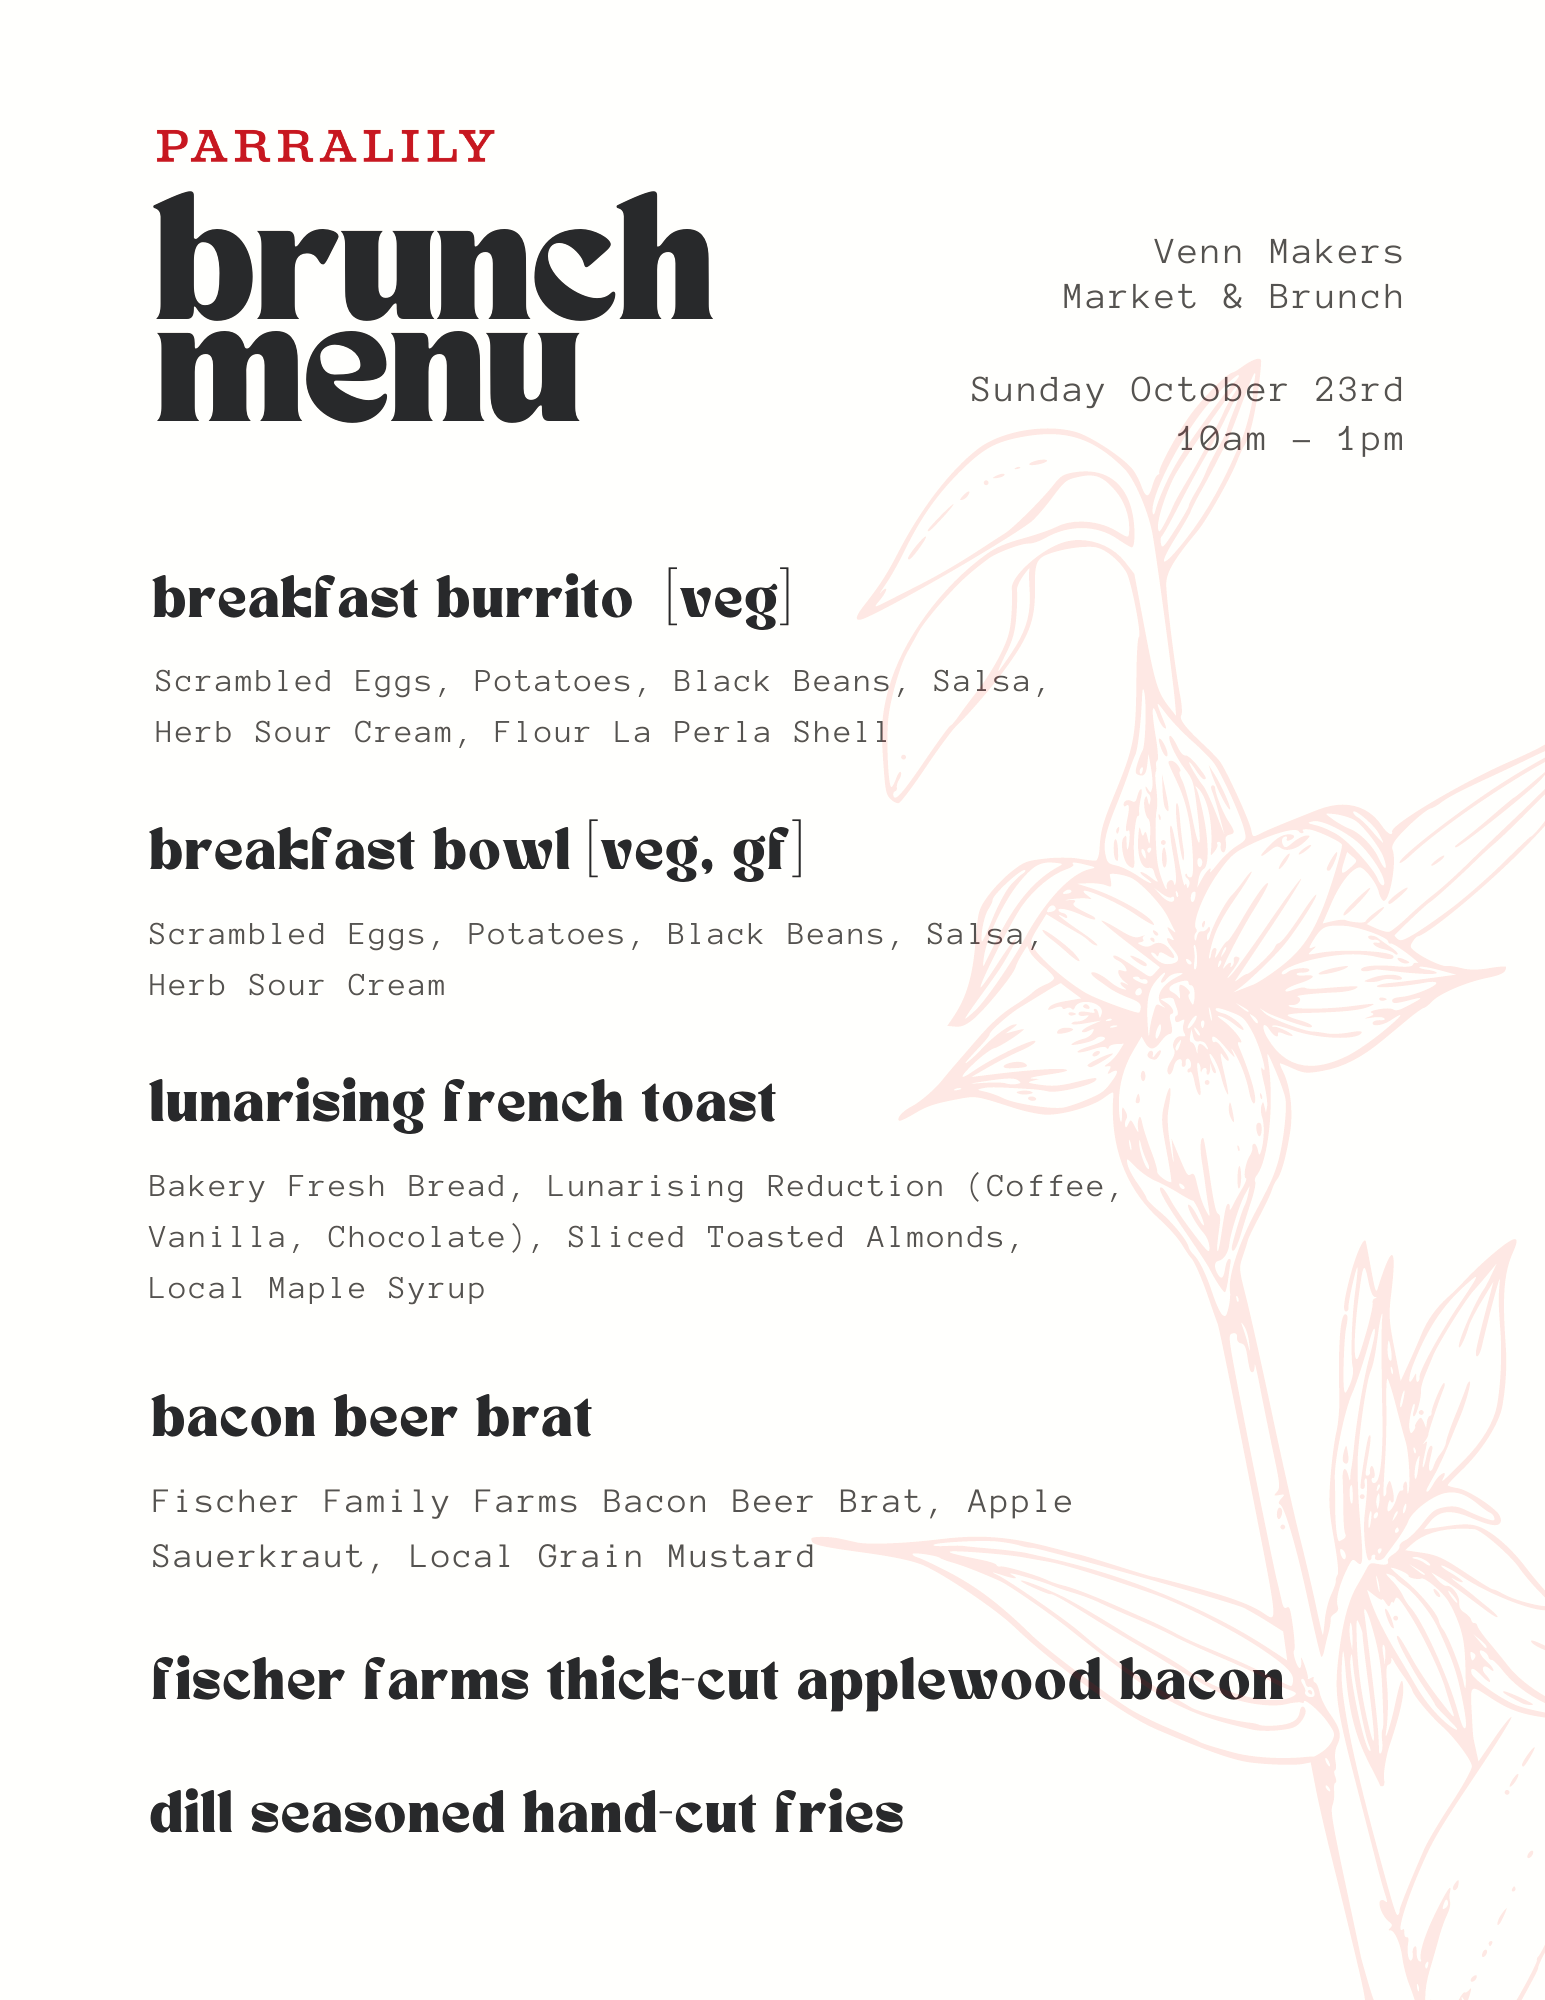 PARRALILY
brunch
menu
Venn Makers
Market & Brunch
Sunday October 23rd
10am – 1pm
breakfast burrito [veg]
Scrambled Eggs, Potatoes, Black Beans, Salsa,
Herb Sour Cream, Flour La Perla Shell
breakfast bowl [veg, gf]
Scrambled Eggs, Potatoes, Black Beans, Salsa,
Herb Sour Cream
lunarising french toast
Bakery Fresh Bread, Lunarising Reduction (Coffee,
Vanilla, Chocolate), Sliced Toasted Almonds,
Local Maple Syrup
bacon beer brat
Fischer Family Farms Bacon Beer Brat, Apple
Sauerkraut, Local Grain Mustard
fischer farms thick-cut applewood bacon
dill seasoned hand-cut fries